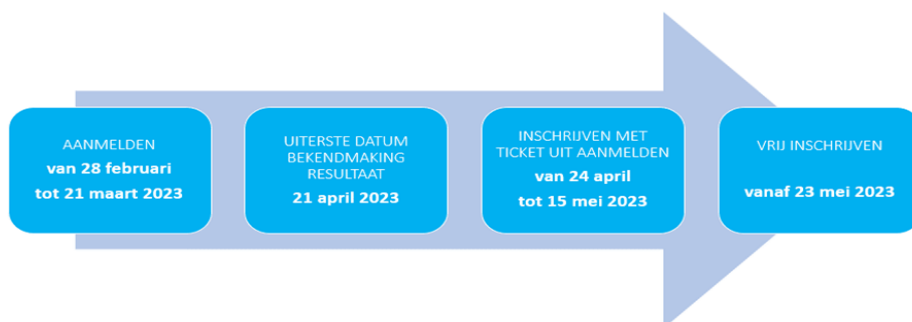 AANMELDEN
van 28 februari
tot 21 maart 2023
UITERSTE DATUM
BEKENDMAKING
RESULTAAT
21 april 2023
INSCHRIJVEN MET
TICKET UIT AANMELDEN
van 24 april
tot 15 mei 2023
VRIJ INSCHRIJVEN
vanaf 23 mei 2023